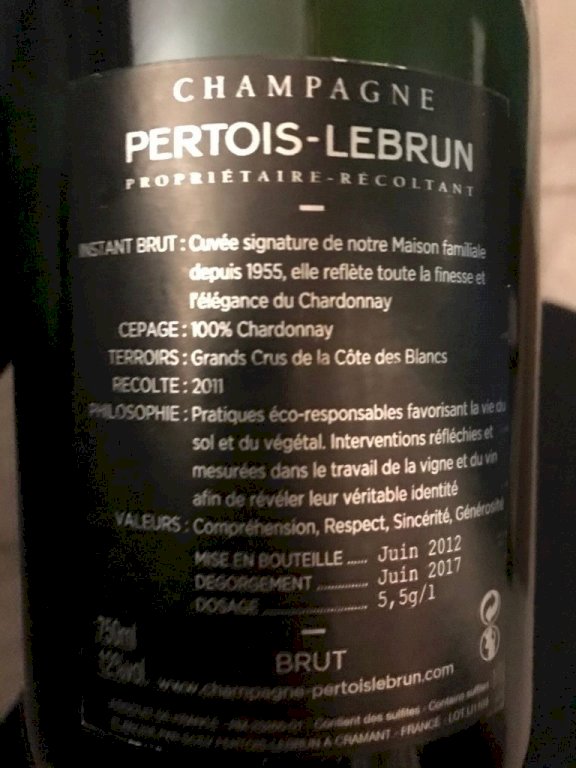 CHAMPAGNE
PERTOIS-LEBRUN
PROPRIÉTAIRE-RÉCOLTANT
INSTANT BRUT : Cuvée signature de notre Maison familiale
depuis 1955, elle reflète toute la finesse et
l'élégance du Chardonnay
CEPAGE : 100% Chardonnay
TERROIRS : Grands Crus de la Côte des Blancs
RECOLTE : 2011
PHILOSOPHIE : Pratiques éco-responsables favorisant la vie du
sol et du végétal. Interventions réfléchies et
mesurées dans le travail de la vigne et du vin
afin de révéler leur véritable identité
VALEURS : Compréhension, Respect, Sincérité, Générosité
MISE EN BOUTEILLE ...... Juin 2012
DEGORGEMENT .............. Juin 2017
DOSAGE .......................... 5,5g/l
750ml
BRUT
12%vol.
www.champagne-pertoislebrun.com
Contient des sulfites - Contains sulfites
PERTOIS-LEBRUN À CRAMANT - FRANCE - LOT